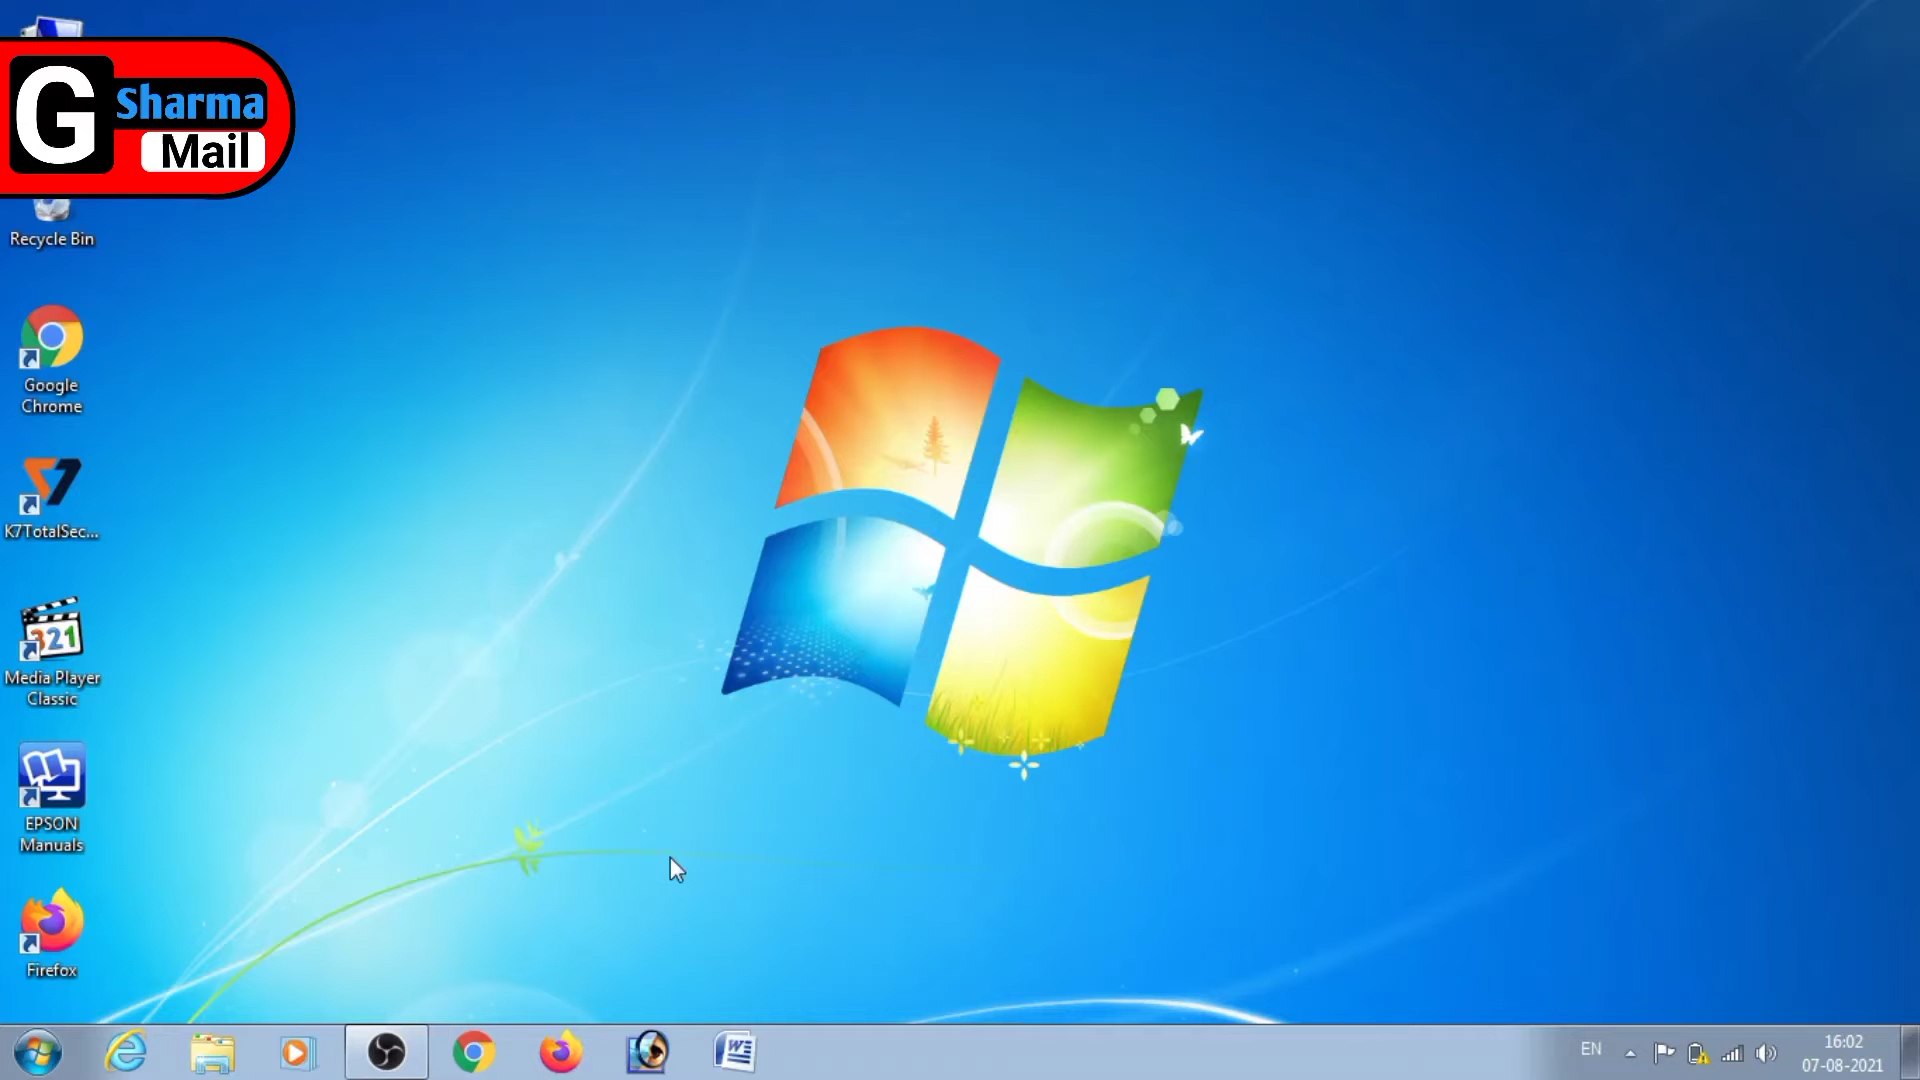 G
Sharma
Mail
Recycle Bin
Google
Chrome
K7TotalSec...
321
Media Player
Classic
EPSON
Manuals
Firefox
W
EN
16:02
07-08-2021